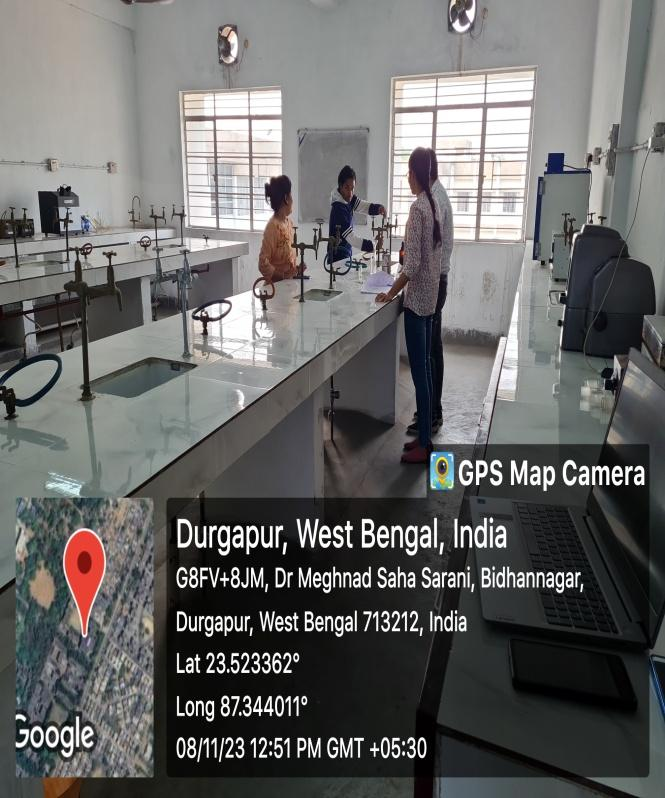 GPS Map Camera
Durgapur, West Bengal, India
G8FV+8JM, Dr Meghnad Saha Sarani, Bidhannagar,
Durgapur, West Bengal 713212, India
Lat 23.523362°
Long 87.344011°
08/11/23 12:51 PM GMT +05:30
Google